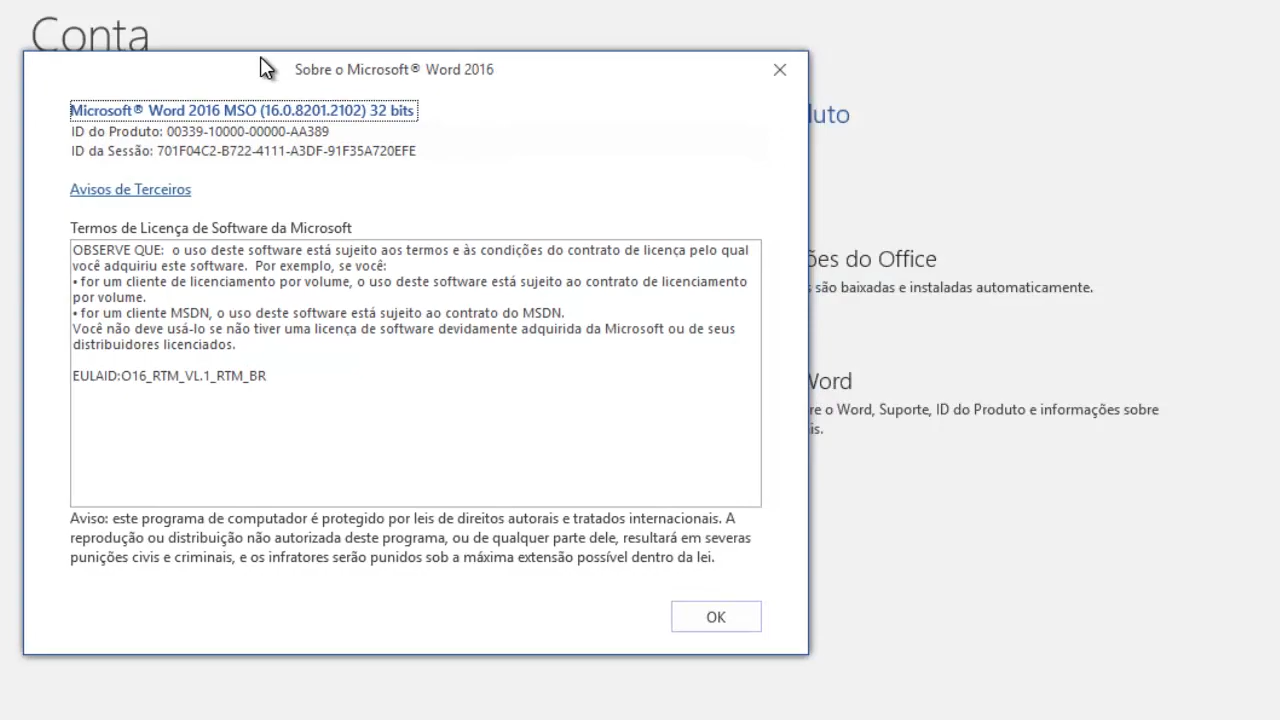 Conta
Sobre o Microsoft® Word 2016
Microsoft® Word 2016 MSO (16.0.8201.2102) 32 bits
ID do Produto: 00339-10000-00000-AA389
ID da Sessão: 701F04C2-B722-4111-A3DF-91F35A720EFE
Avisos de Terceiros
Termos de Licença de Software da Microsoft
OBSERVE QUE:  o uso deste software está sujeito aos termos e às condições do contrato de licença pelo qual
você adquiriu este software.  Por exemplo, se você:
• for um cliente de licenciamento por volume, o uso deste software está sujeito ao contrato de licenciamento
por volume.
• for um cliente MSDN, o uso deste software está sujeito ao contrato do MSDN.
Você não deve usá-lo se não tiver uma licença de software devidamente adquirida da Microsoft ou de seus
distribuidores licenciados.
EULAID:O16_RTM_VL.1_RTM_BR
Aviso: este programa de computador é protegido por leis de direitos autorais e tratados internacionais. A
reprodução ou distribuição não autorizada deste programa, ou de qualquer parte dele, resultará em severas
punições civis e criminais, e os infratores serão punidos sob a máxima extensão possível dentro da lei.
OK
luto
ões do Office
são baixadas e instaladas automaticamente.
Word
re o Word, Suporte, ID do Produto e informações sobre
is.